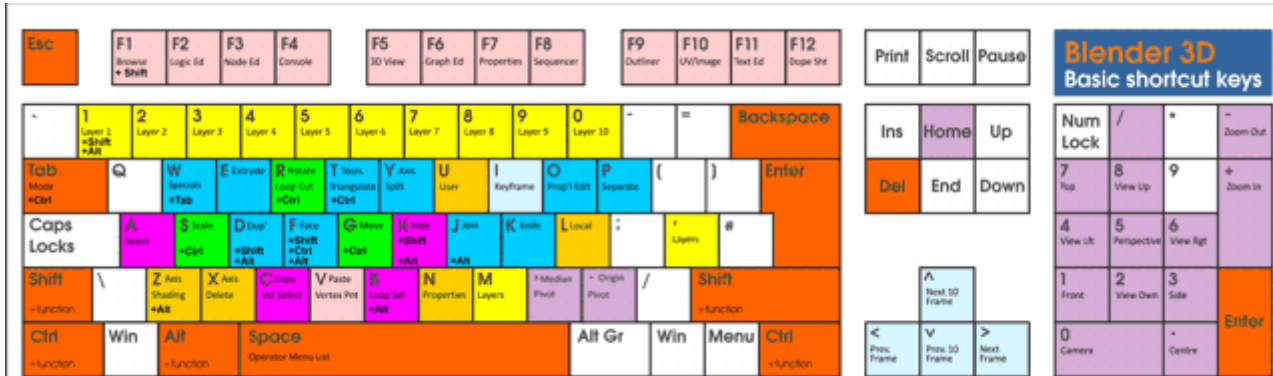 Esc
F1
Browse
+ Shift
F2
Logic Ed
F3
Node Ed
F4
Console
F5
3D View
F6
Graph Ed
F7
Properties
F8
Sequencer
F9
Outliner
F10
UV/Image
F11
Text Ed
F12
Dope Sht
Print
Scroll
Pause
Blender 3D
Basic shortcut keys
1
Layer 1
+Shift
+Alt
2
Layer 2
3
Layer 3
4
Layer 4
5
Layer 5
6
Layer 6
7
Layer 7
8
Layer 8
9
Layer 9
0
Layer 10
-
=
Backspace
Ins
Home
Up
Num
Lock
/
*
-
Zoom Out
Tab
Mode
+Ctrl
Q
W
Specials
+Tab
E Extrude
R Rotate
Loop Cut
+Ctrl
T Tools
Triangulate
+Ctrl
Y Axis
Split
U
User
I
Keyframe
O
Prop'l Edit
P
Separate
Enter
Del
End
Down
7
Top
8
View Up
9
+
Zoom In
Caps
Locks
A
Select
S Scale
+Ctrl
D Dup'
+Shift
+Alt
F Face
+Shift
+Ctrl
+Alt
G Move
+Ctrl
H Hide
+Shift
+Alt
J Join
+Alt
K Knife
L Local
;
'
Layers
#
4
View Lft
5
Perspective
6
View Rgt
Shift
+function
\
Z Axis
Shading
+Alt
X Axis
Delete
C Copy
Vol Select
V Paste
Vertex Pnt
B
Loop Sel
+Alt
N
Properties
M
Layers
Median
Pivot
Origin
Pivot
/
Shift
+function
^
Next 10
Frame
1
Front
2
View Dwn
3
Side
Enter
Ctrl
+function
Win
Alt
+function
Space
Operator Menu List
Alt Gr
Win
Menu
Ctrl
+function
<
Prev.
Frame
v
Prev. 10
Frame
>
Next
Frame
0
Camera
.
Centre